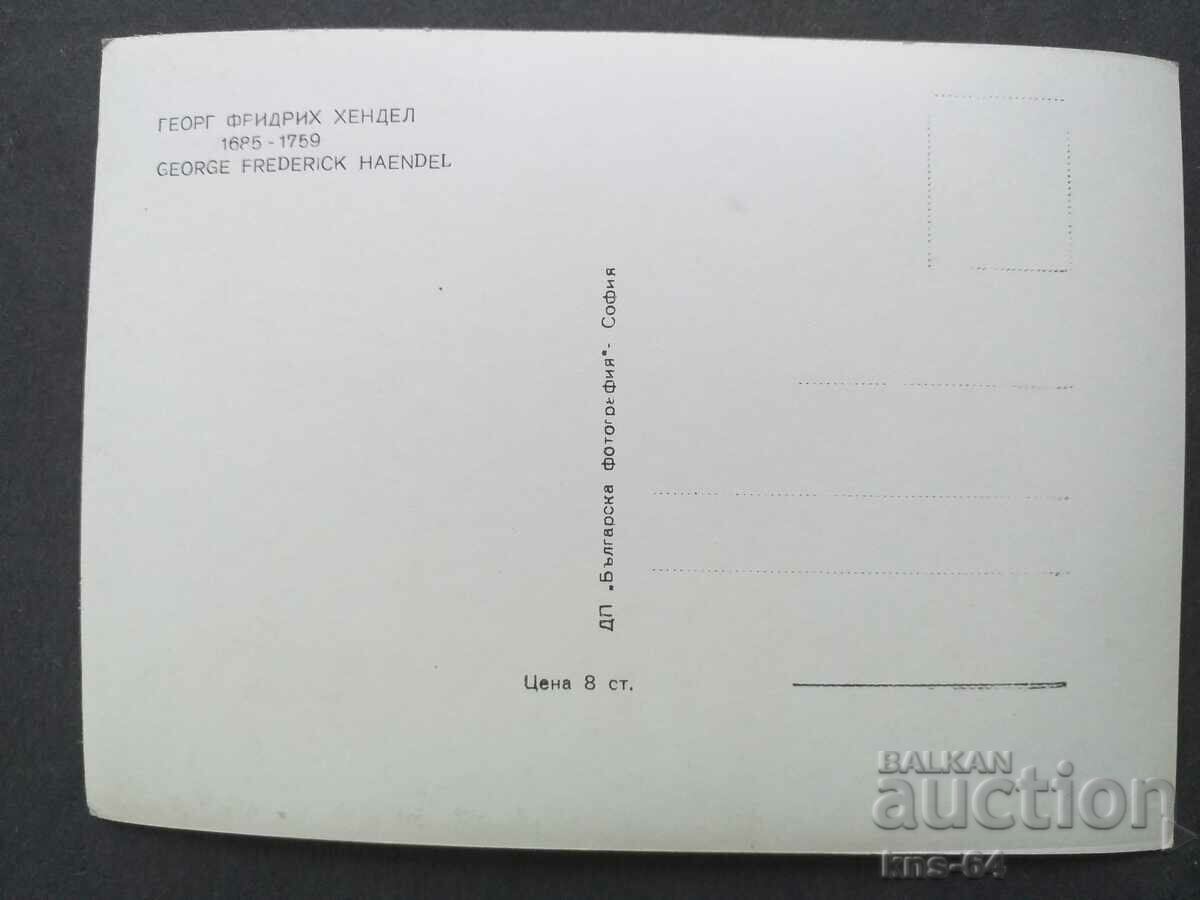 ГЕОРГ ФРИДРИХ ХЕНДЕЛ
1685 - 1759
GEORGE FREDERICK HAENDEL
ДП „Българска фотография"- София
Цена 8 ст.
BALKAN
auction
kns-64